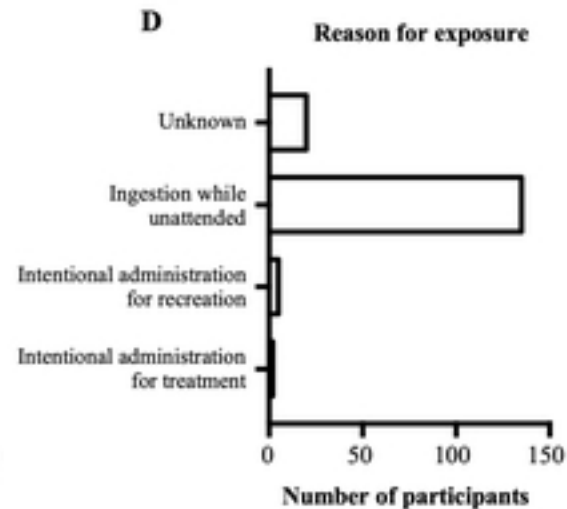 D
Reason for exposure
Unknown
Ingestion while
unattended
Intentional administration
for recreation
Intentional administration
for treatment
0 50 100 150
Number of participants